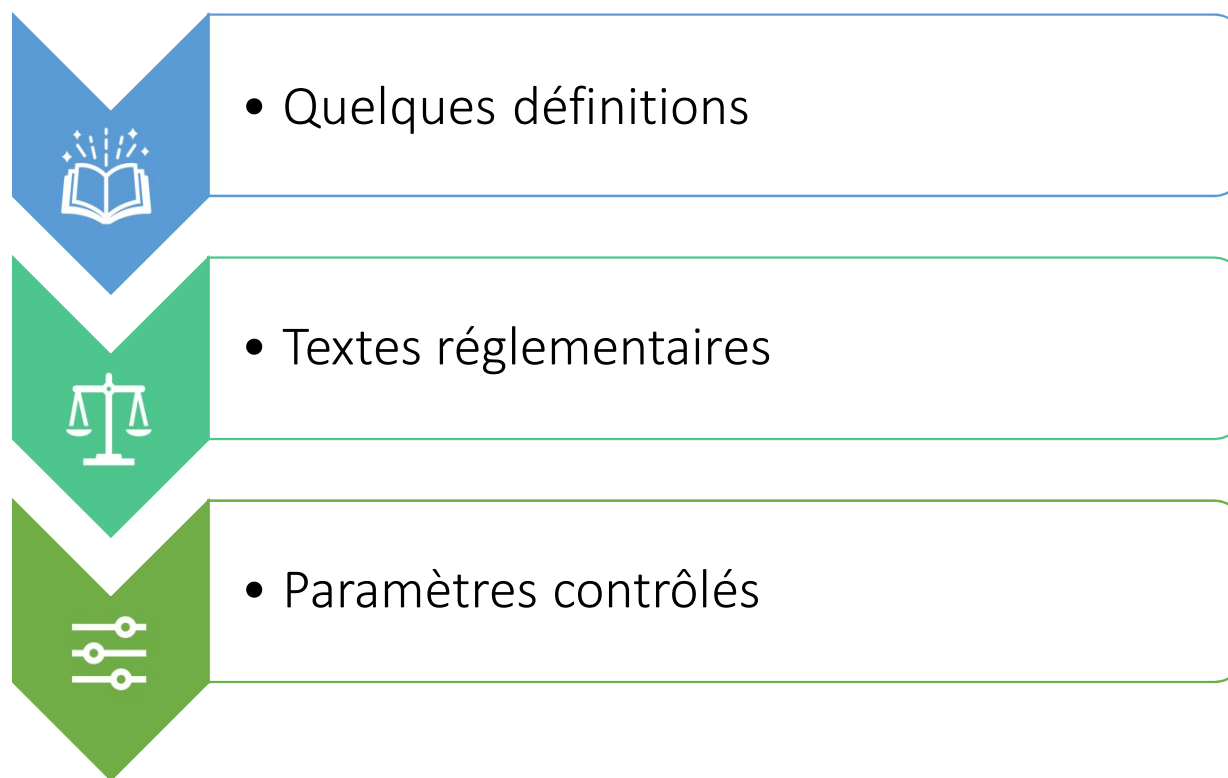 • Quelques définitions
• Textes réglementaires
• Paramètres contrôlés